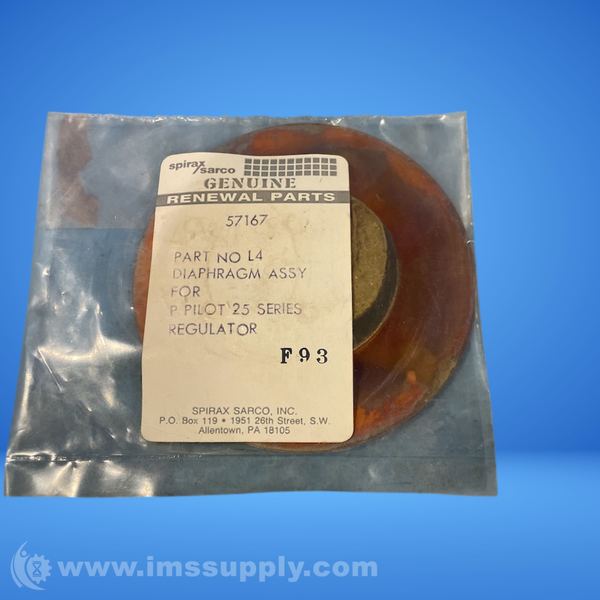 spirax
sarco
GENUINE
RENEWAL PARTS
57167
PART NO L4
DIAPHRAGM ASSY
FOR
P PILOT 25 SERIES
REGULATOR
F93
SPIRAX SARCO, INC.
P.O. Box 119 • 1951 26th Street, S.W.
Allentown, PA 18105
www.imssupply.com